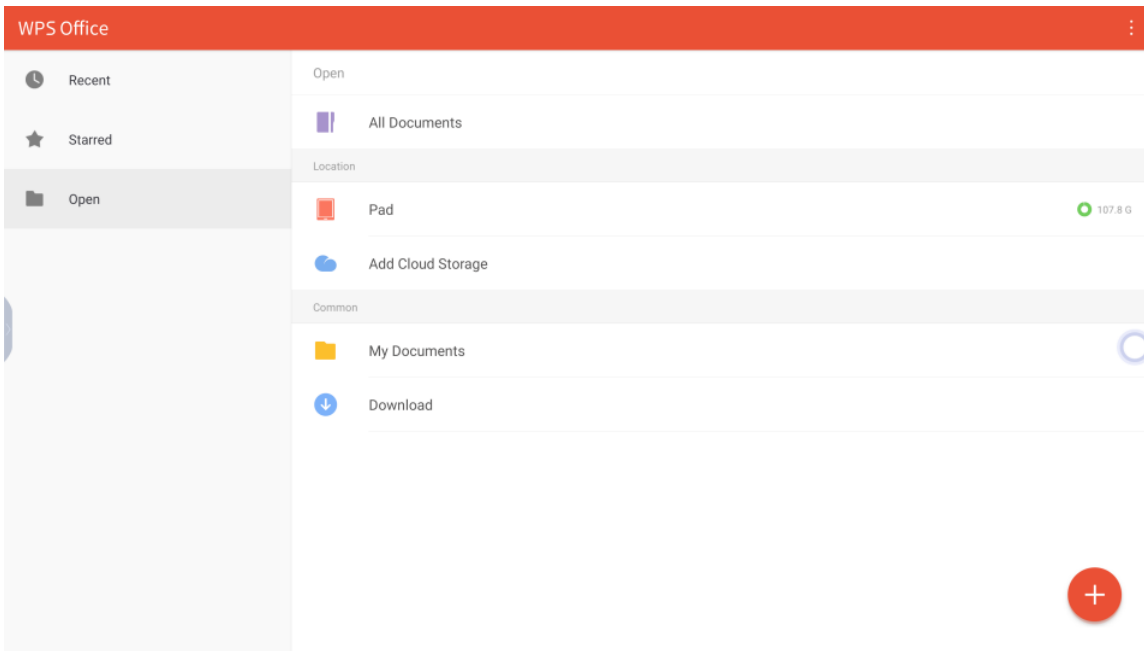 WPS Office
Recent
Starred
Open
Open
All Documents
Location
Pad
107.8 G
Add Cloud Storage
Common
My Documents
Download